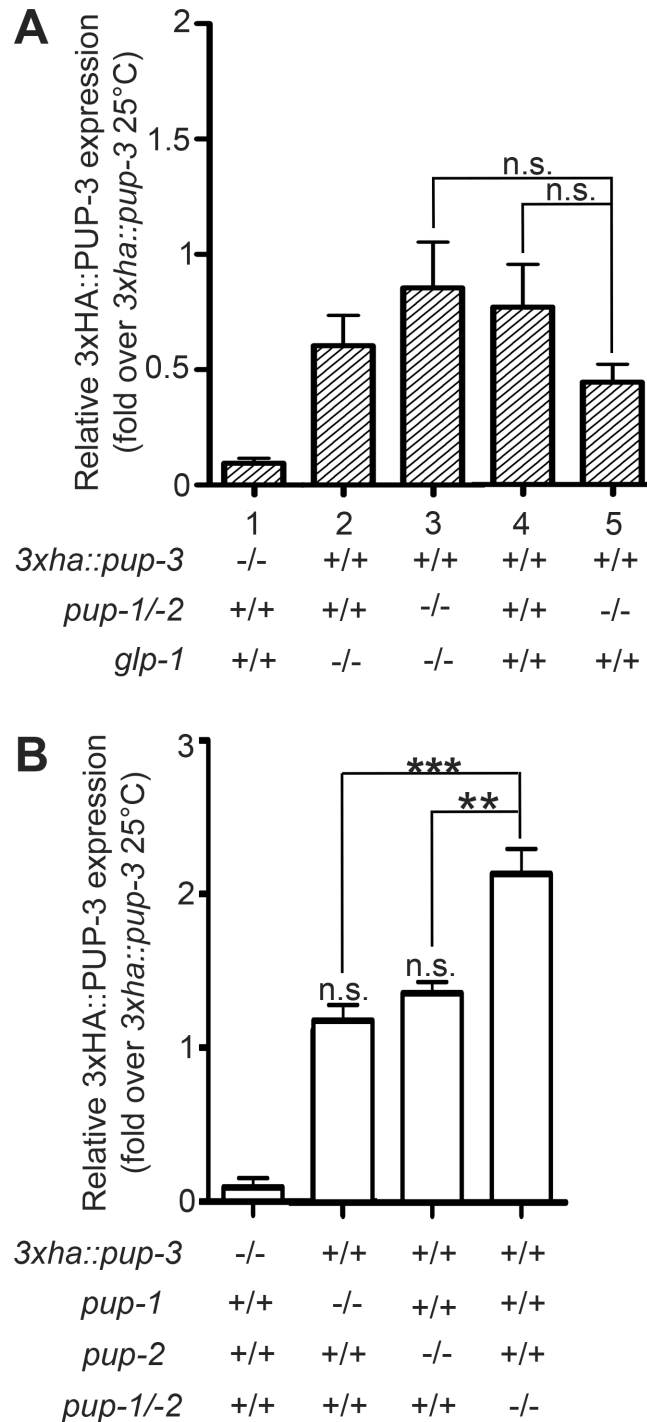 A
Relative 3xHA::PUP-3 expression
(fold over 3xha::pup-3 25°C)
2
1.5
1
0.5
0
n.s.
n.s.
1 2 3 4 5
3xha::pup-3 -/- +/+ +/+ +/+ +/+
pup-1/-2 +/+ +/+ -/- +/+ -/-
glp-1 +/+ -/- -/- +/+ +/+
B
Relative 3xHA::PUP-3 expression
(fold over 3xha::pup-3 25°C)
3
2
1
0
***
**
n.s.
n.s.
3xha::pup-3 -/- +/+ +/+ +/+
pup-1 +/+ -/- +/+ +/+
pup-2 +/+ +/+ -/- +/+
pup-1/-2 +/+ +/+ +/+ -/-